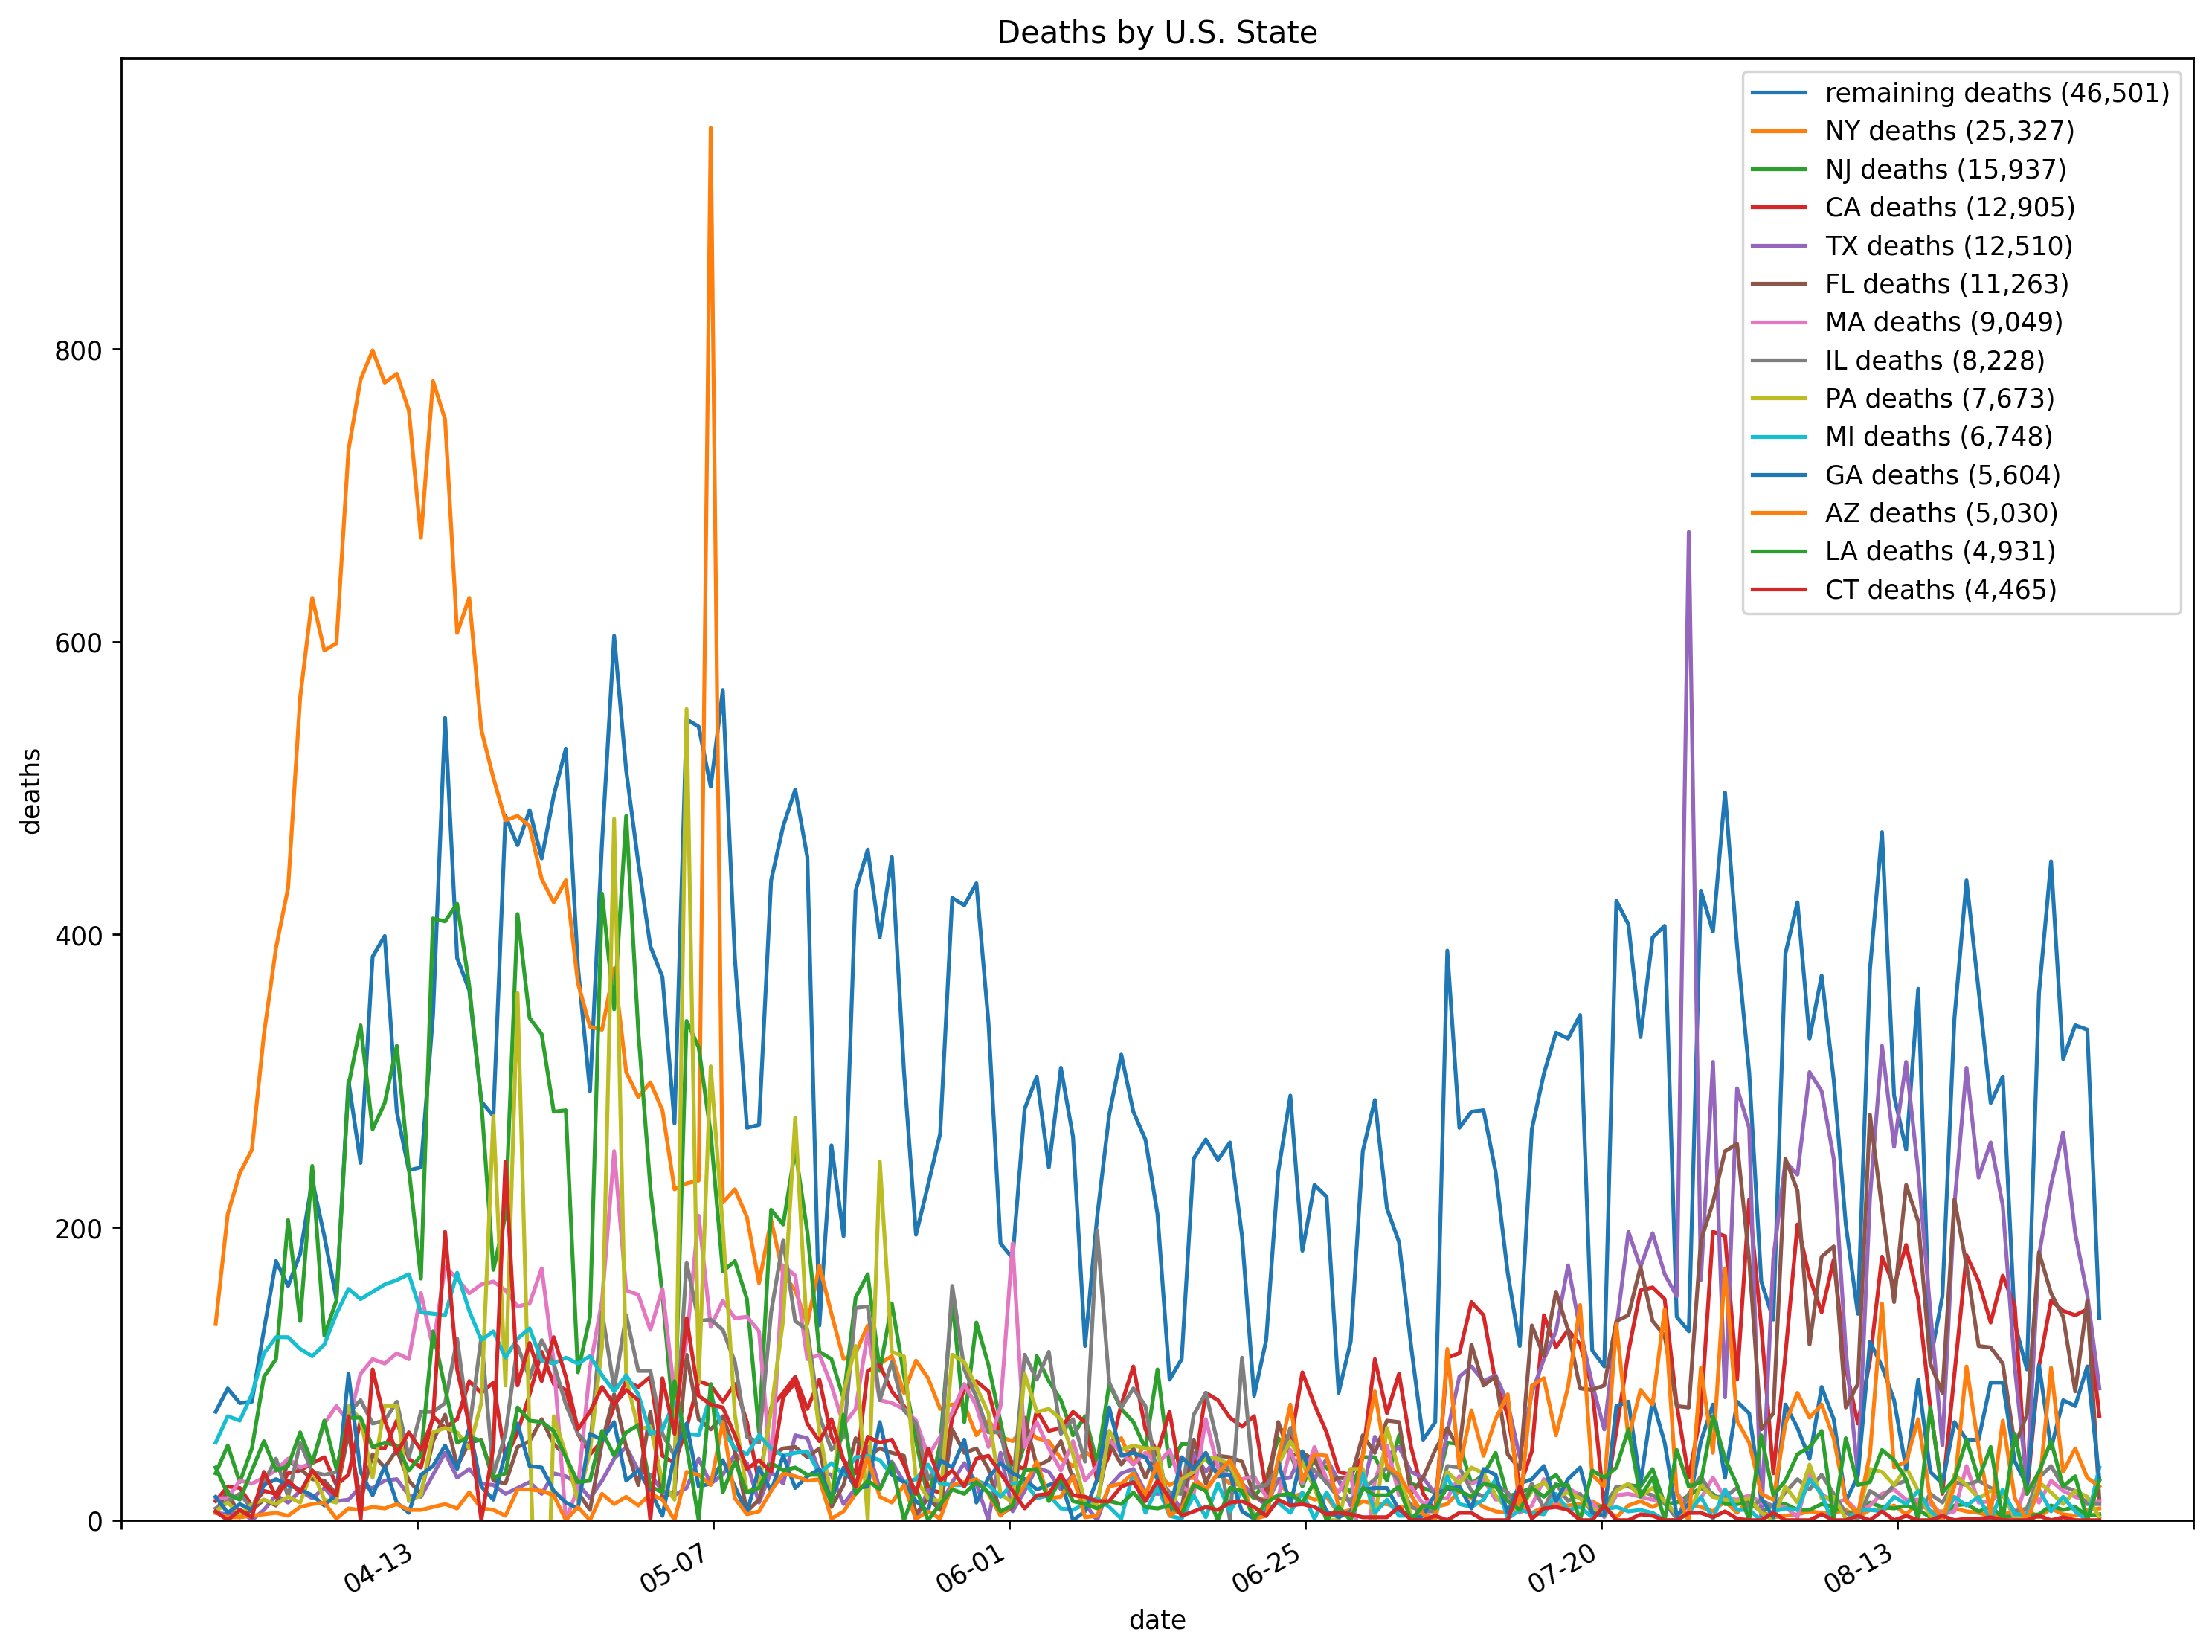 Deaths by U.S. State
remaining deaths (46,501)
NY deaths (25,327)
NJ deaths (15,937)
CA deaths (12,905)
TX deaths (12,510)
FL deaths (11,263)
MA deaths (9,049)
IL deaths (8,228)
PA deaths (7,673)
MI deaths (6,748)
GA deaths (5,604)
AZ deaths (5,030)
LA deaths (4,931)
CT deaths (4,465)
800
600
400
200
0
deaths
04-13
05-07
06-01
06-25
07-20
08-13
date